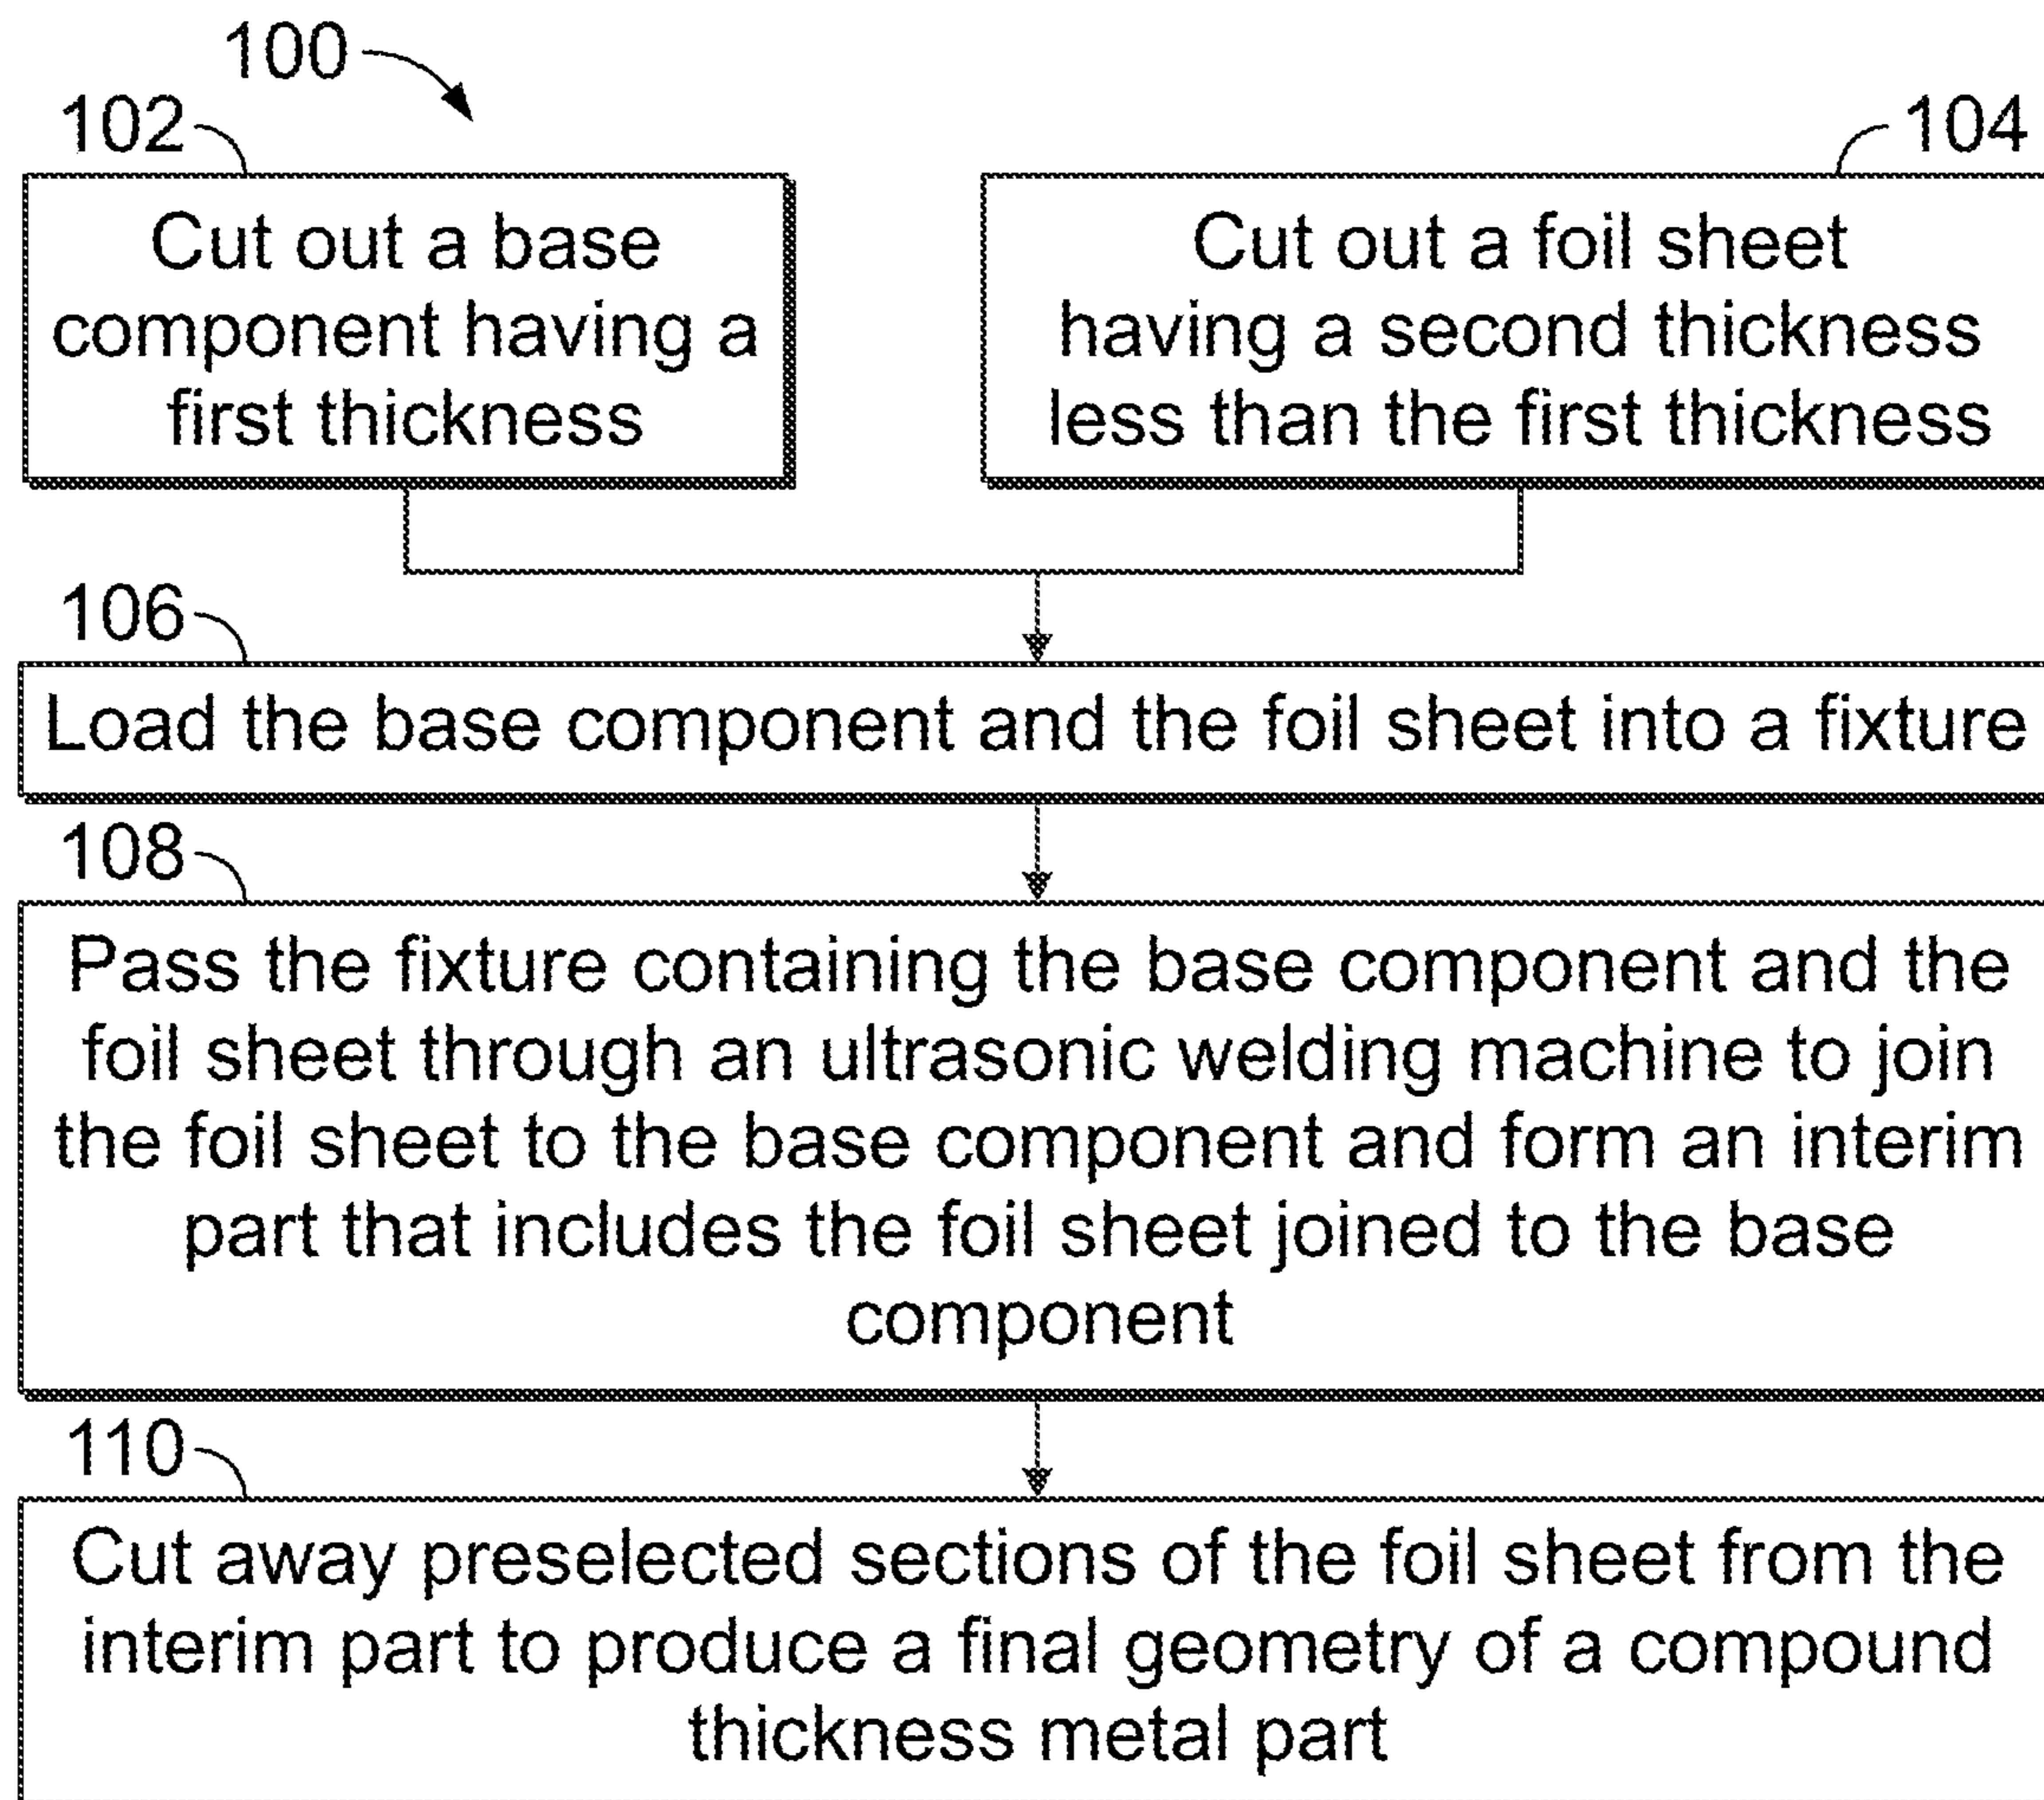 100
102
Cut out a base
component having a
first thickness
104
Cut out a foil sheet
having a second thickness
less than the first thickness
106
Load the base component and the foil sheet into a fixture
108
Pass the fixture containing the base component and the
foil sheet through an ultrasonic welding machine to join
the foil sheet to the base component and form an interim
part that includes the foil sheet joined to the base
component
110
Cut away preselected sections of the foil sheet from the
interim part to produce a final geometry of a compound
thickness metal part